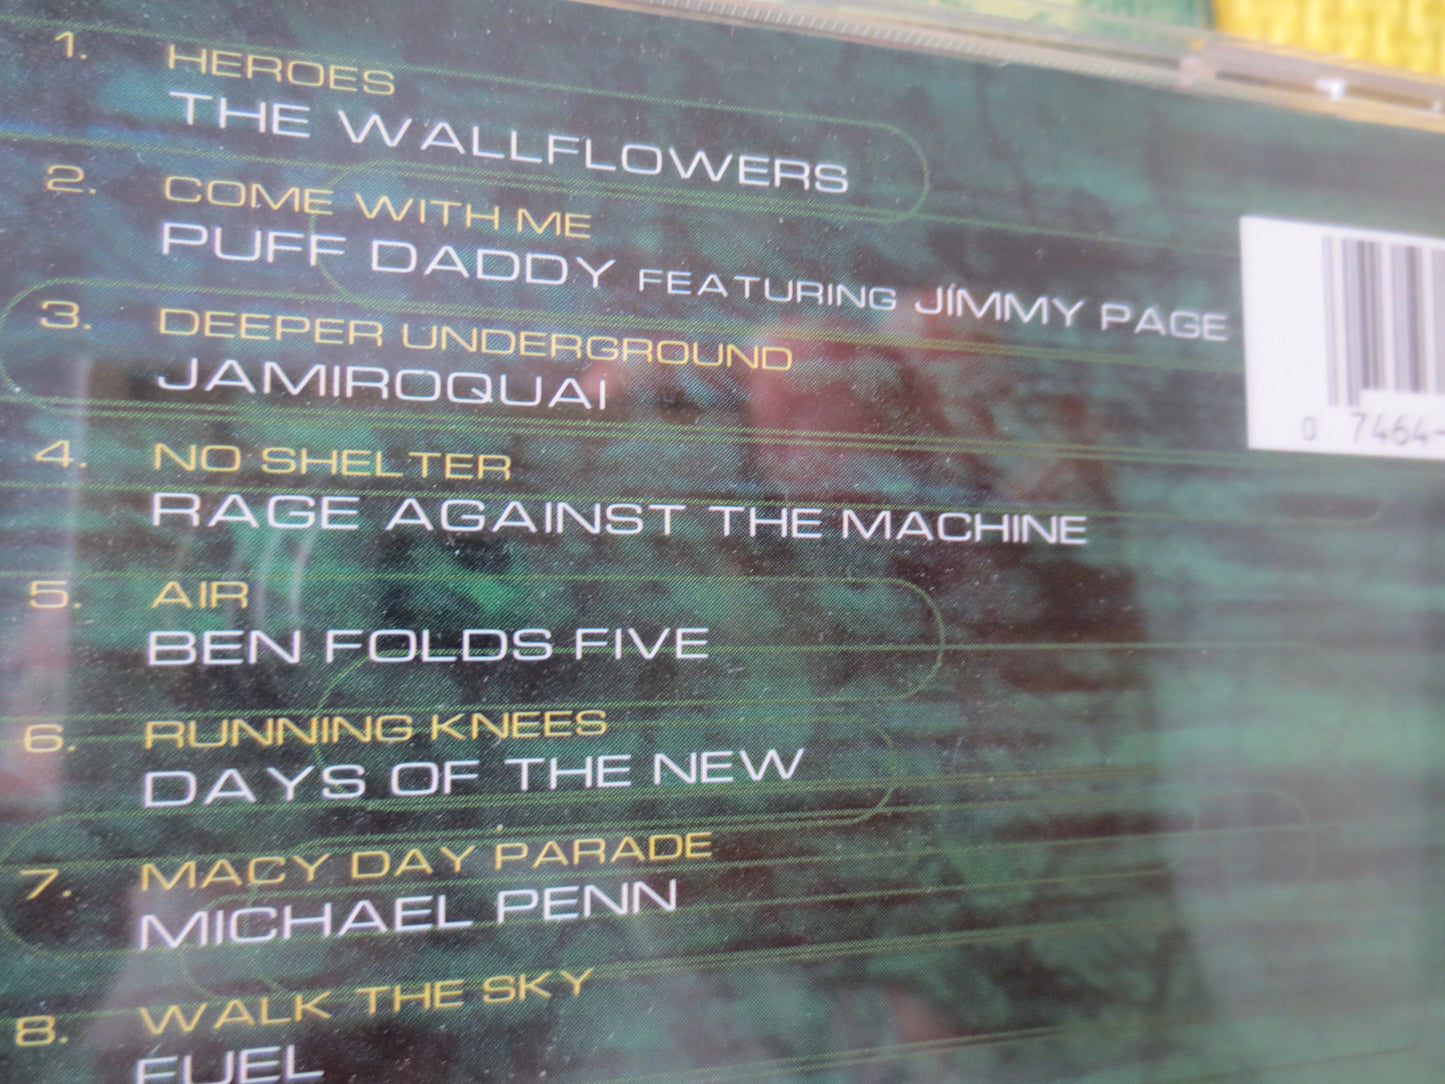 1. HEROES
THE WALLFLOWERS
2. COME WITH ME
PUFF DADDY FEATURING JIMMY PAGE
3. DEEPER UNDERGROUND
JAMIROQUAI
4. NO SHELTER
RAGE AGAINST THE MACHINE
5. AIR
BEN FOLDS FIVE
6. RUNNING KNEES
DAYS OF THE NEW
7. MACY DAY PARADE
MICHAEL PENN
8. WALK THE SKY
FUEL
0 7464-